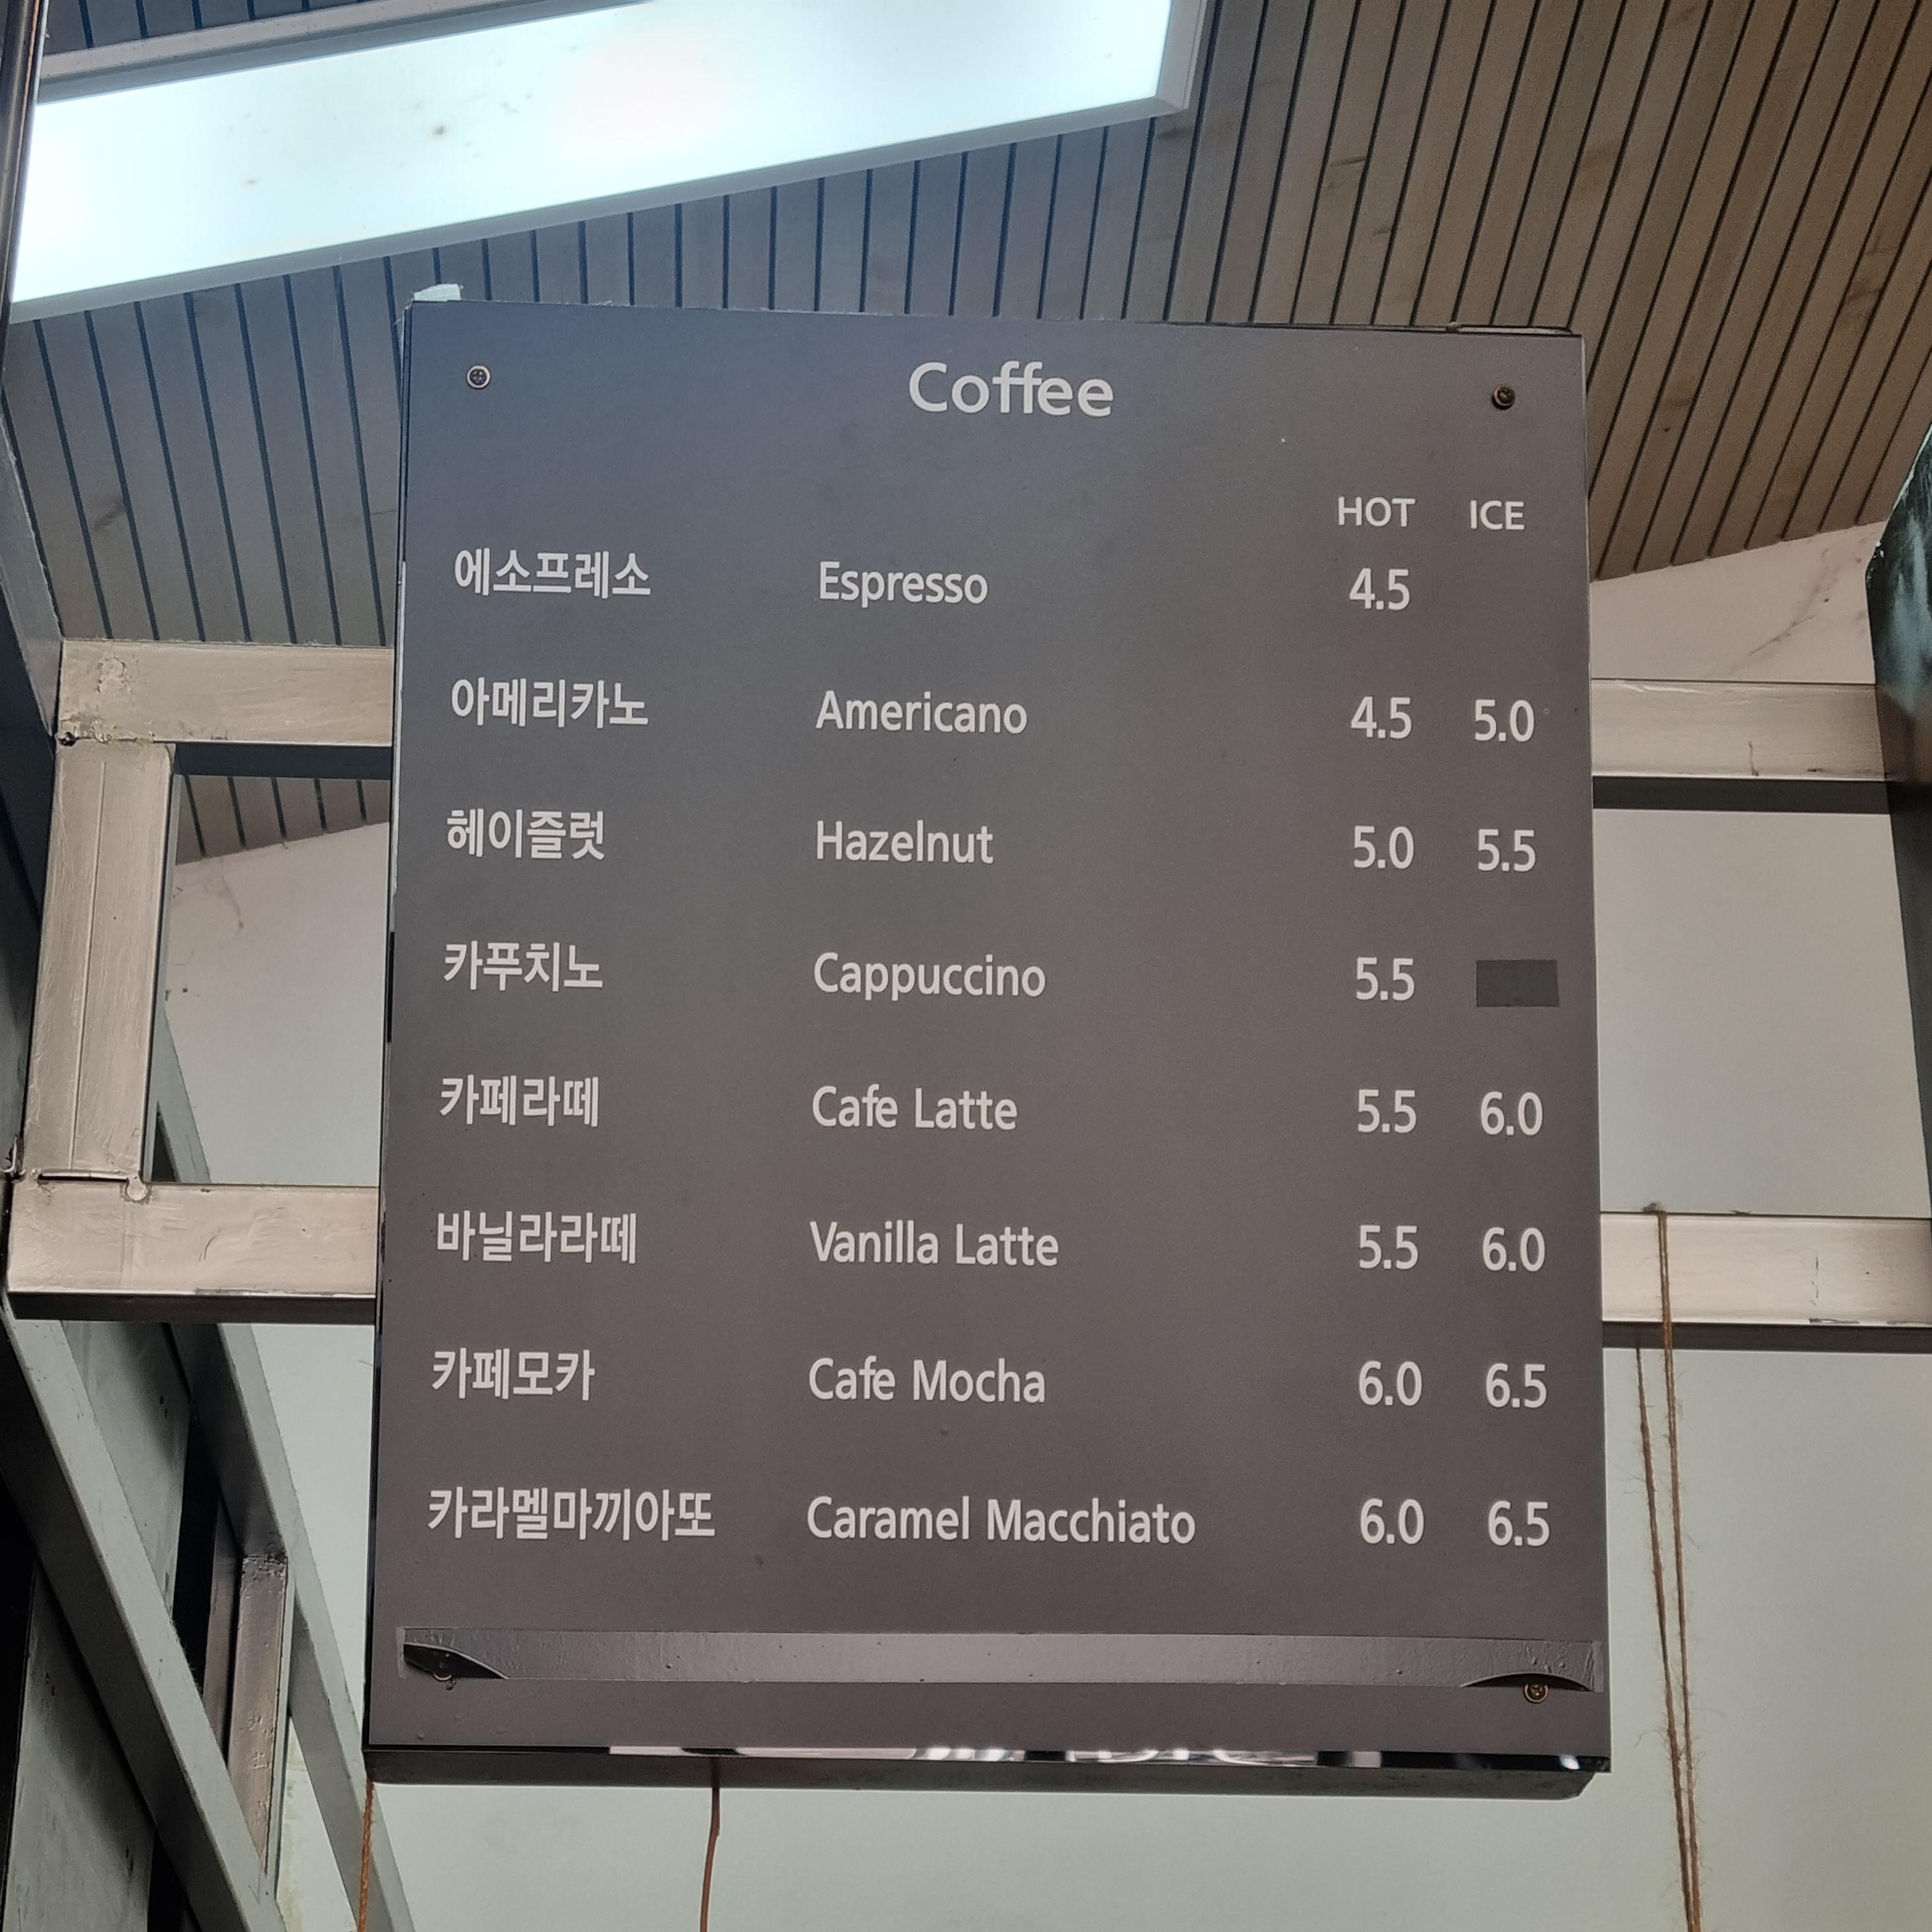 Coffee
HOT ICE
에소프레소 Espresso 4.5
아메리카노 Americano 4.5 5.0
헤이즐럿 Hazelnut 5.0 5.5
카푸치노 Cappuccino 5.5
카페라떼 Cafe Latte 5.5 6.0
바닐라라떼 Vanilla Latte 5.5 6.0
카페모카 Cafe Mocha 6.0 6.5
카라멜마끼아또 Caramel Macchiato 6.0 6.5